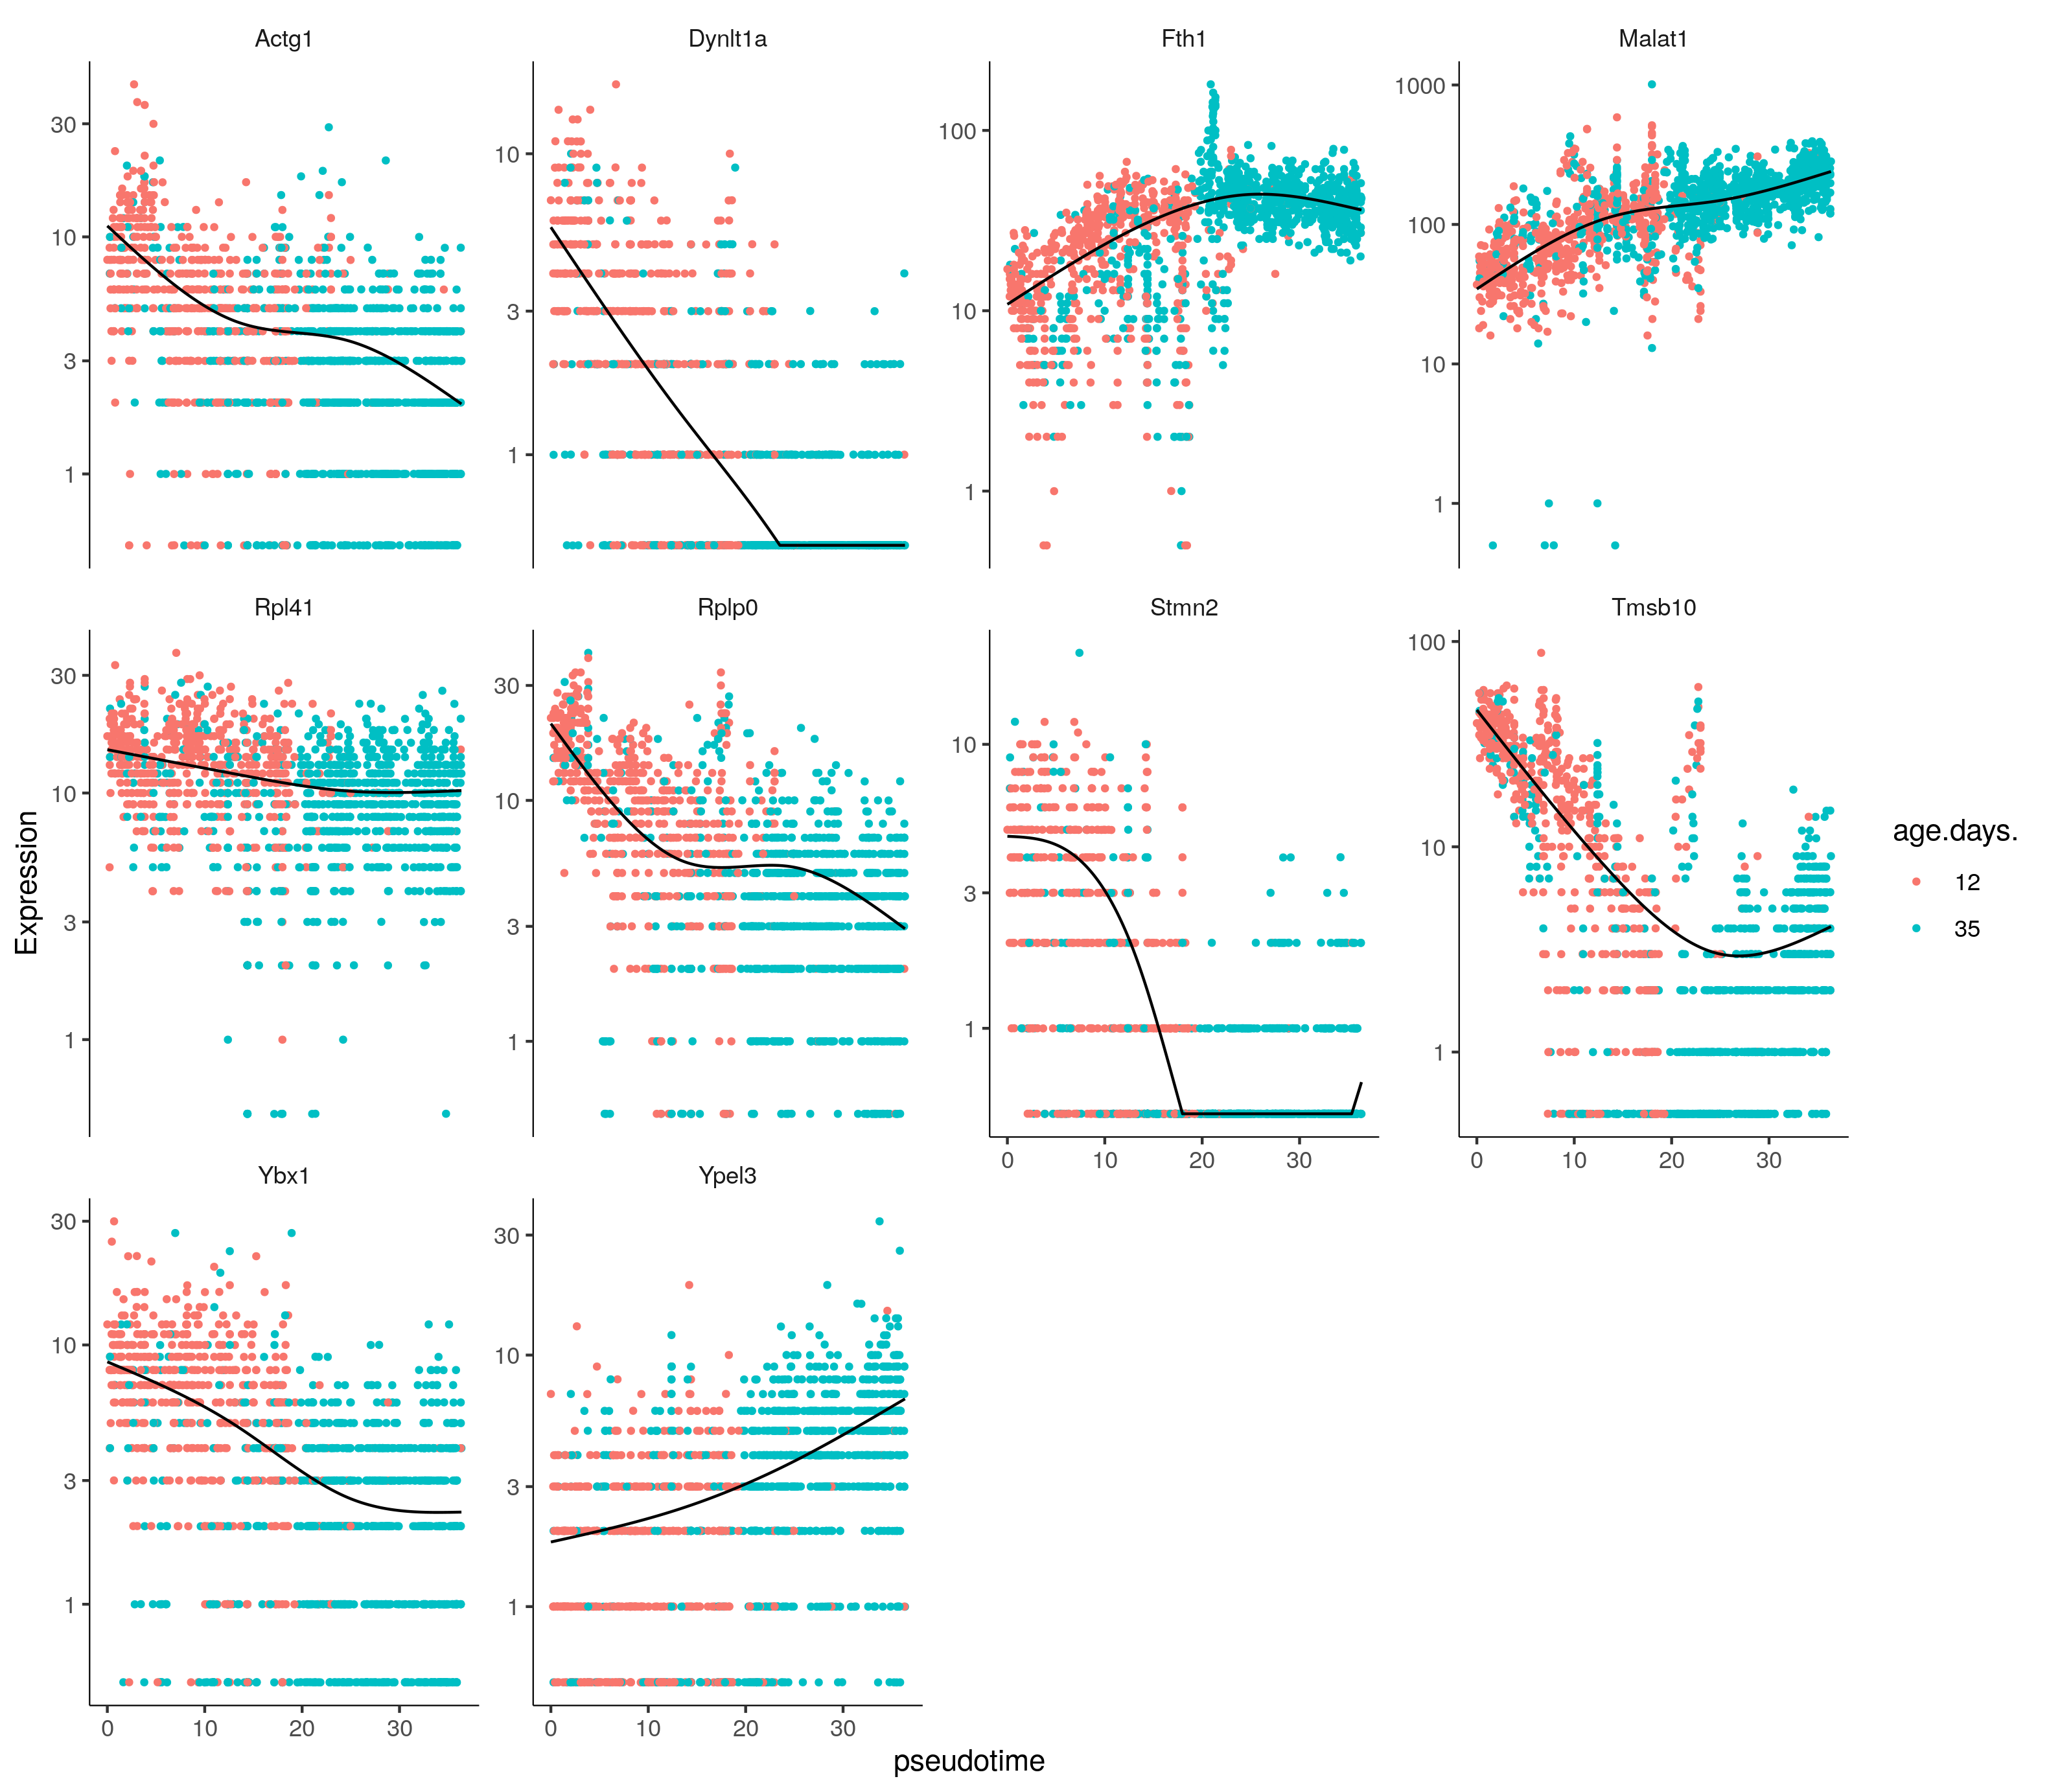 Actg1 Dynlt1a Fth1 Malat1
30 10 3 1
10 3 1
100 10 1
1000 100 10 1
Rpl41 Rplp0 Stmn2 Tmsb10
30 10 3 1
30 10 3 1
10 3 1
100 10 1
0 10 20 30
0 10 20 30
Ybx1 Ypel3
30 10 3 1
30 10 3 1
0 10 20 30
0 10 20 30
Expression
pseudotime
age.days.
12
35